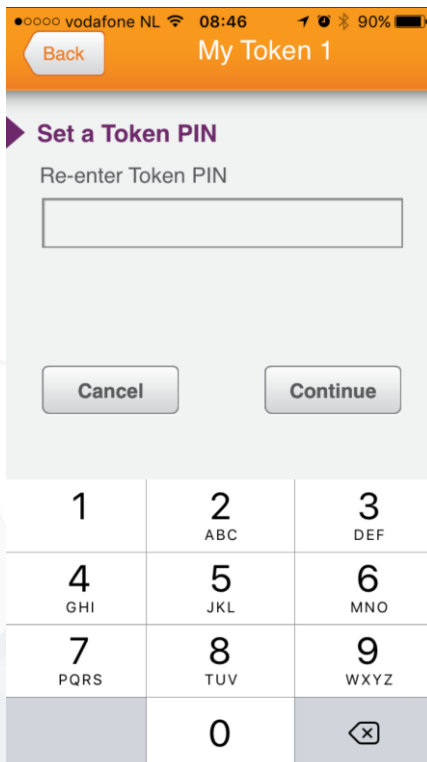 vodafone NL 08:46 90%
Back My Token 1
Set a Token PIN
Re-enter Token PIN
Cancel Continue
1 2 3
ABC DEF
4 5 6
GHI JKL MNO
7 8 9
PQRS TUV WXYZ
0